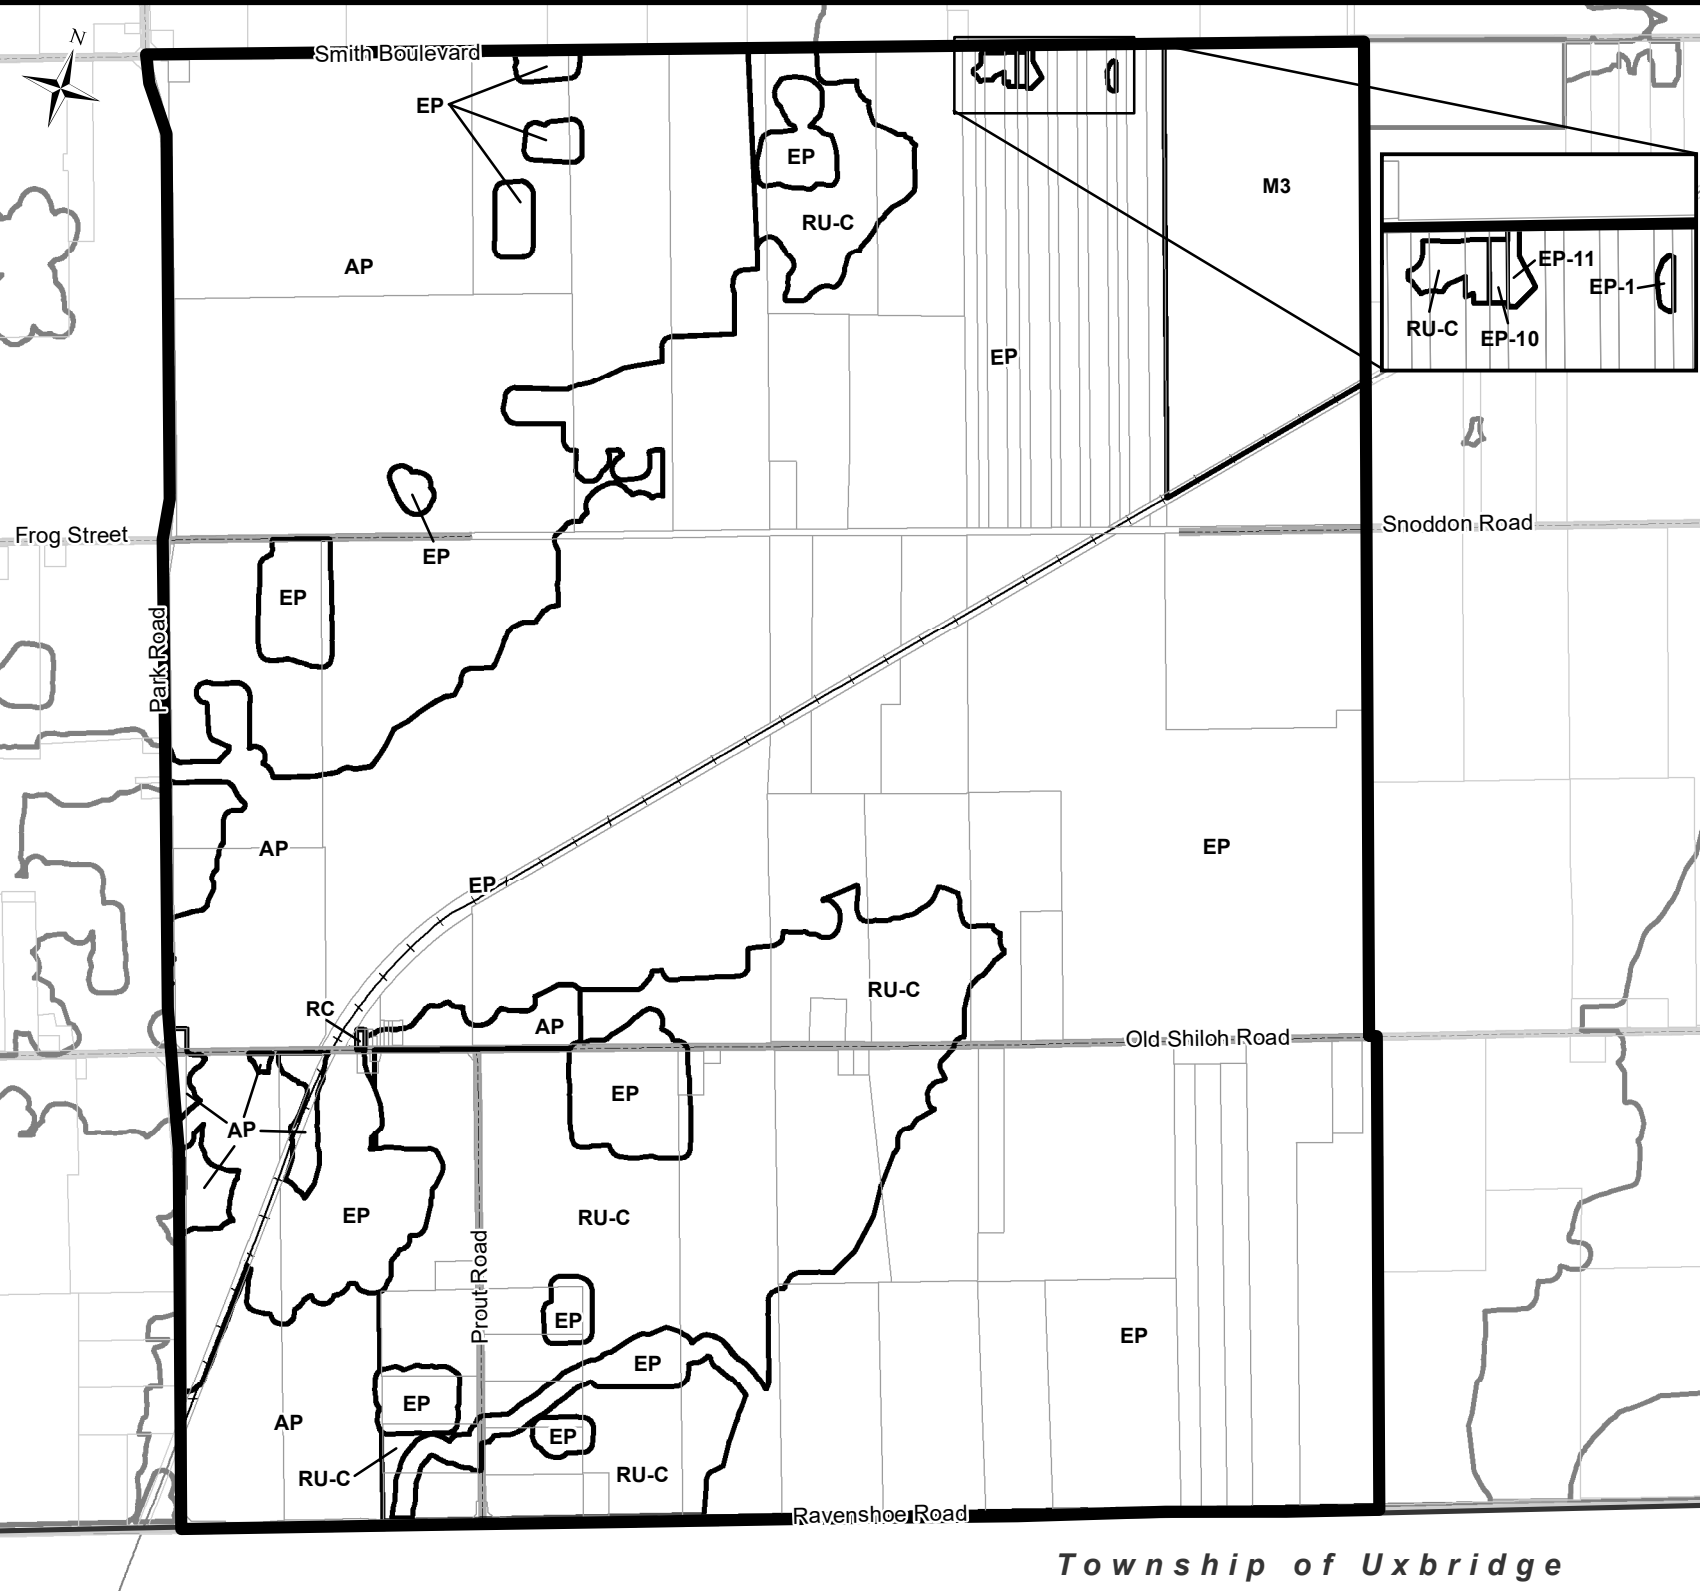 N
Smith Boulevard
EP
EP
M3
RU-C
AP
EP-11
EP-1
RU-C
EP-10
EP
Frog Street
Snoddon Road
EP
EP
Park Road
AP
EP
EP
RU-C
RC
AP
Old Shiloh Road
EP
AP
EP
RU-C
Prout Road
EP
EP
EP
EP
AP
EP
RU-C
RU-C
Ravenshoe Road
Township of Uxbridge